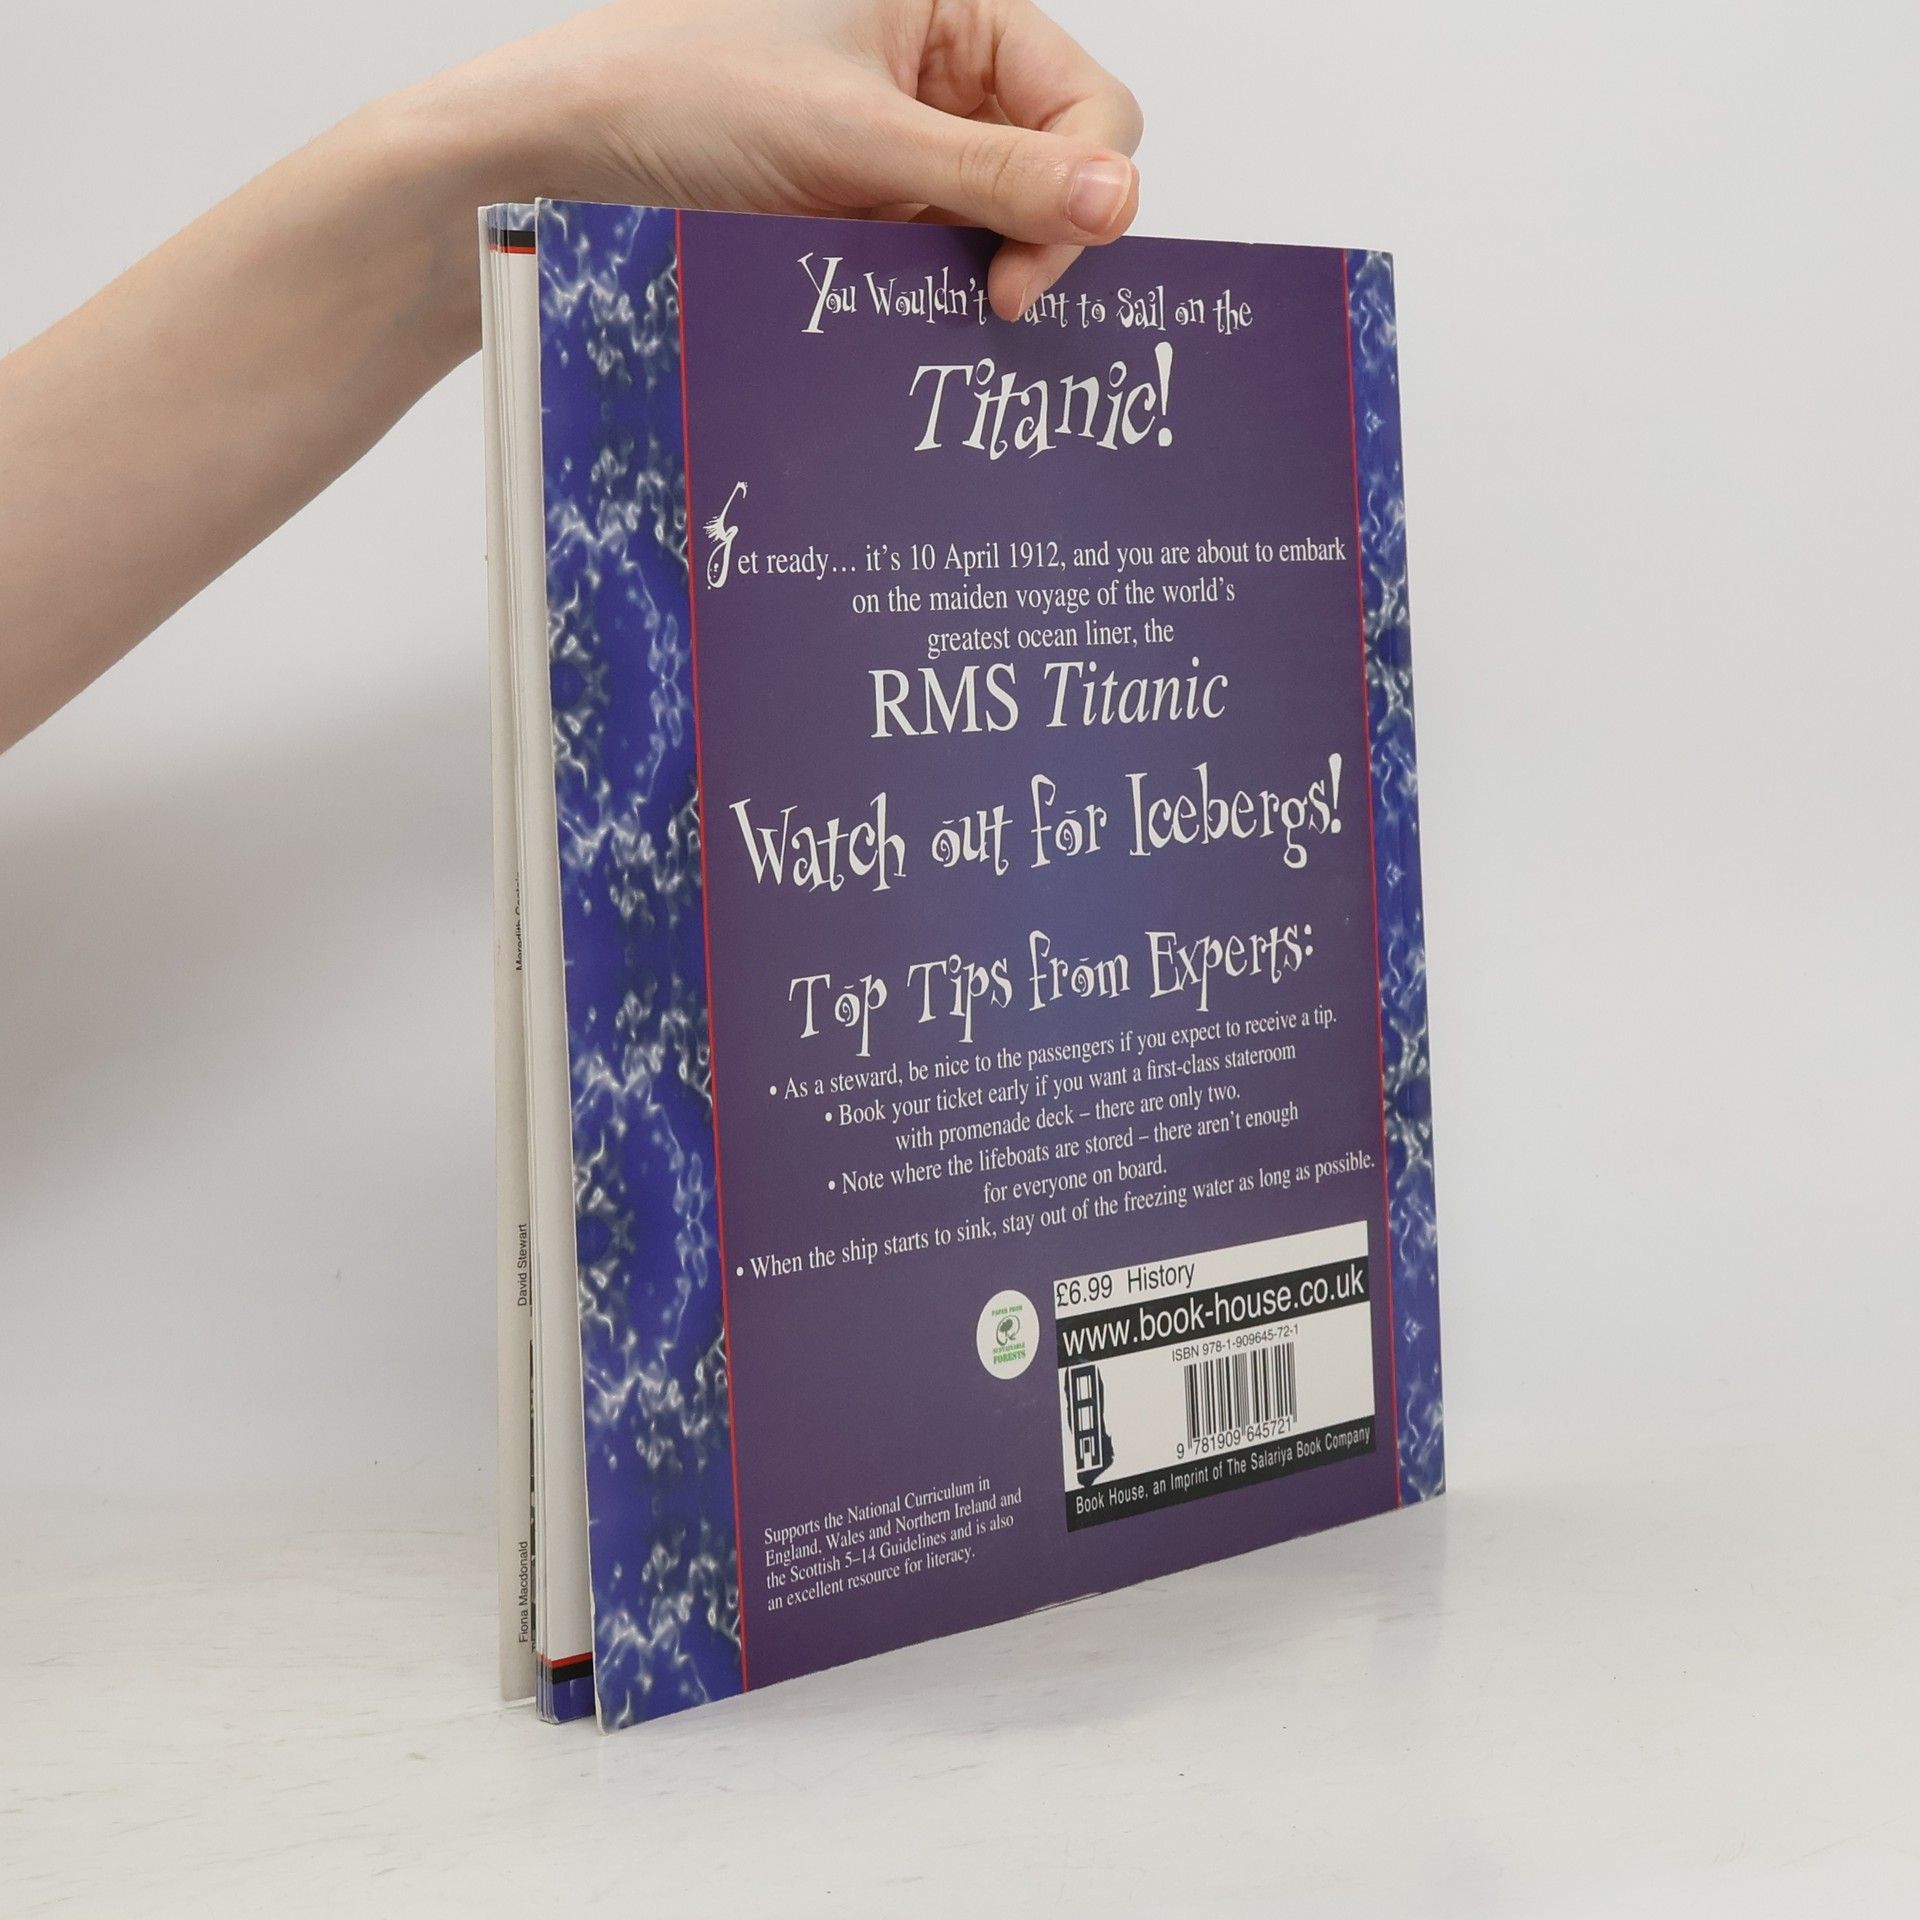 You Wouldn't ant to Sail on the
Titanic!
Get ready... it's 10 April 1912, and you are about to embark
on the maiden voyage of the world's
greatest ocean liner, the
RMS Titanic
Watch out for Icebergs!
Top Tips from Experts:
• As a steward, be nice to the passengers if you expect to receive a tip.
• Book your ticket early if you want a first-class stateroom
with promenade deck – there are only two.
• Note where the lifeboats are stored – there aren't enough
for everyone on board.
• When the ship starts to sink, stay out of the freezing water as long as possible.
PAPER FROM
SUSTAINABLE
FORESTS
£6.99 History
www.book-house.co.uk
ISBN 978-1-909645-72-1
9 781909 645721
Book House, an Imprint of The Salariya Book Company
Supports the National Curriculum in
England, Wales and Northern Ireland and
the Scottish 5–14 Guidelines and is also
an excellent resource for literacy.
David Stewart
Fiona Macdonald